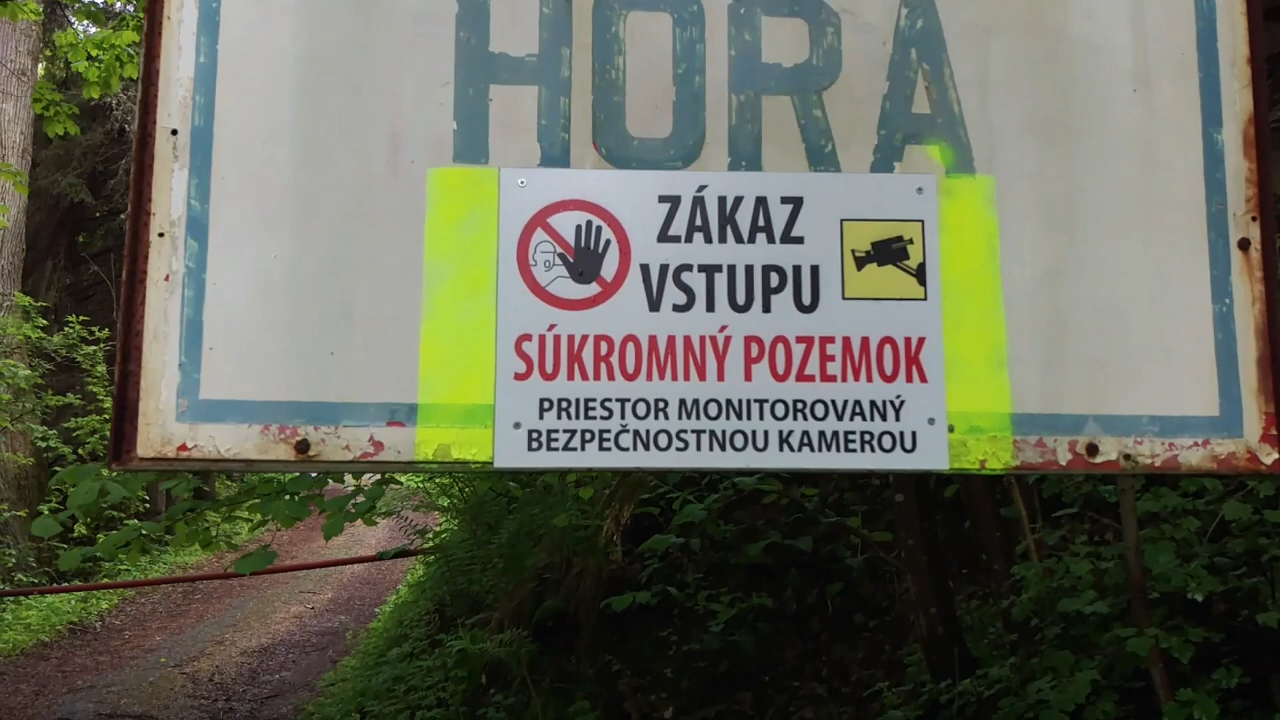 HORA
ZÁKAZ
VSTUPU
SÚKROMNÝ POZEMOK
PRIESTOR MONITOROVANÝ
BEZPEČNOSTNOU KAMEROU